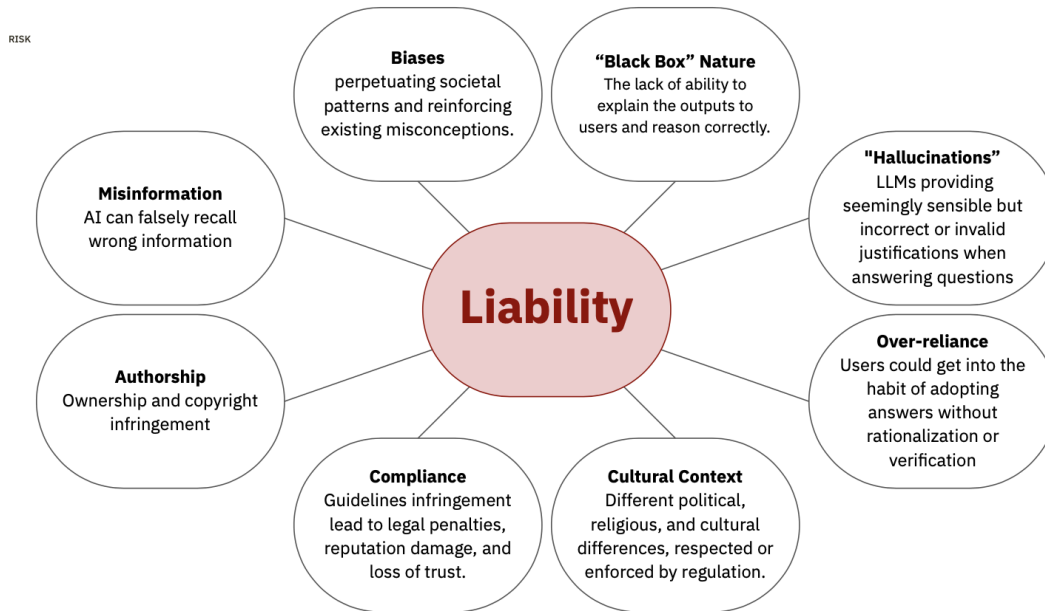 RISK
Biases
perpetuating societal
patterns and reinforcing
existing misconceptions.
“Black Box” Nature
The lack of ability to
explain the outputs to
users and reason correctly.
Misinformation
AI can falsely recall
wrong information
"Hallucinations”
LLMs providing
seemingly sensible but
incorrect or invalid
justifications when
answering questions
Liability
Authorship
Ownership and copyright
infringement
Over-reliance
Users could get into the
habit of adopting
answers without
rationalization or
verification
Compliance
Guidelines infringement
lead to legal penalties,
reputation damage, and
loss of trust.
Cultural Context
Different political,
religious, and cultural
differences, respected or
enforced by regulation.